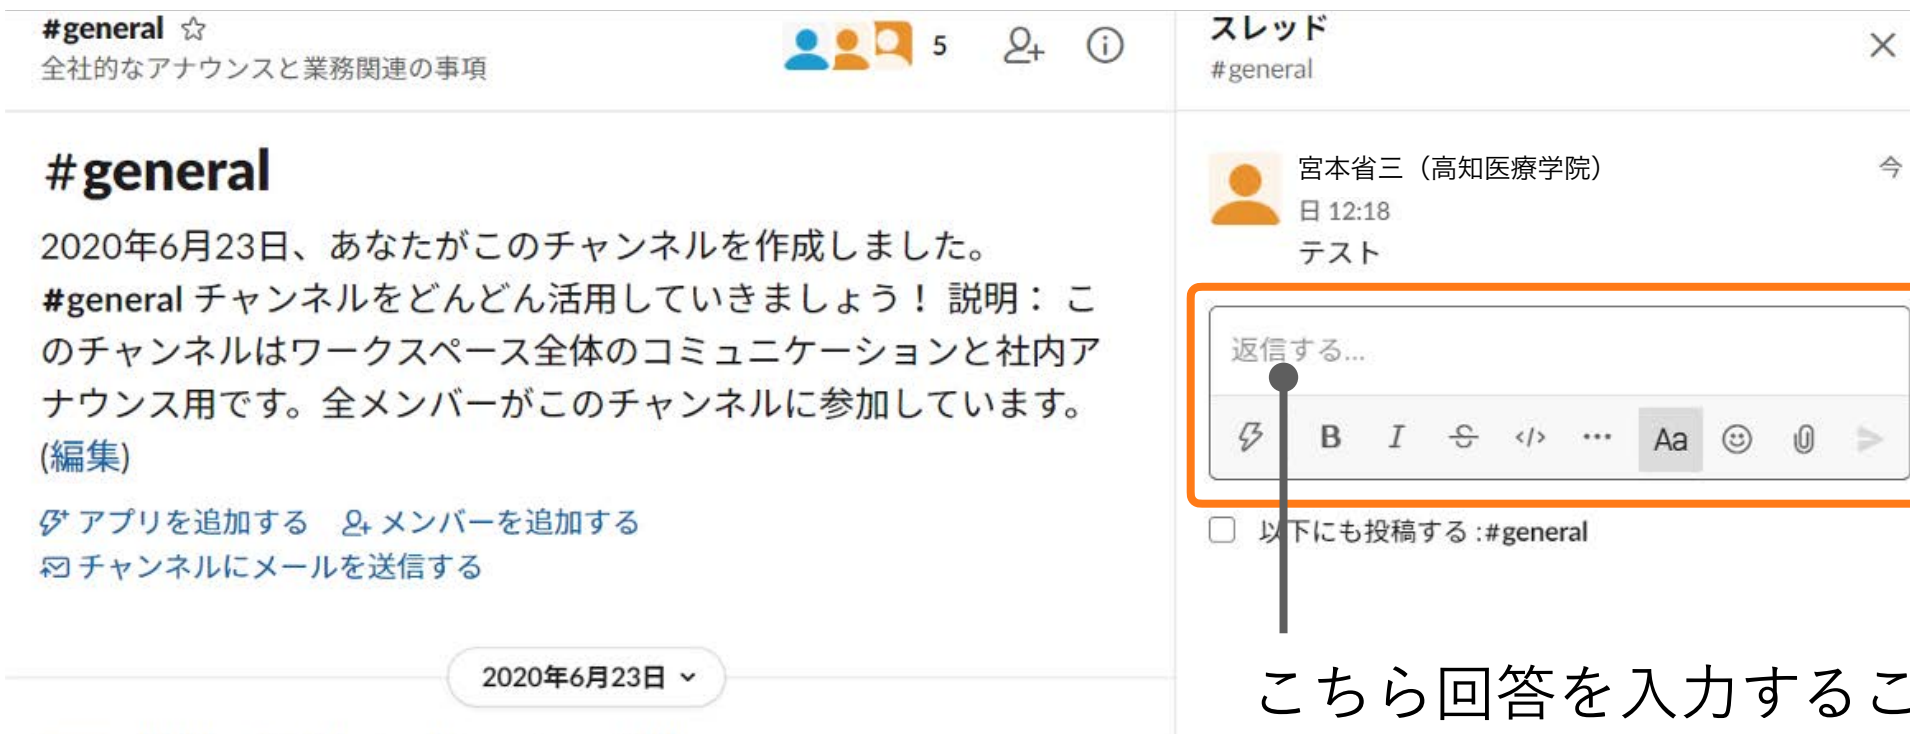 #general
全社的なアナウンスと業務関連の事項
5
#general
2020年6月23日、あなたがこのチャンネルを作成しました。
#general チャンネルをどんどん活用していきましょう！ 説明： こ
のチャンネルはワークスペース全体のコミュニケーションと社内ア
ナウンス用です。全メンバーがこのチャンネルに参加しています。
(編集)
アプリを追加する メンバーを追加する
チャンネルにメールを送信する
2020年6月23日
スレッド
#general
宮本省三（高知医療学院） 今
日 12:18
テスト
返信する...
B I S </> ... Aa
以下にも投稿する :#general
こちら回答を入力するこ